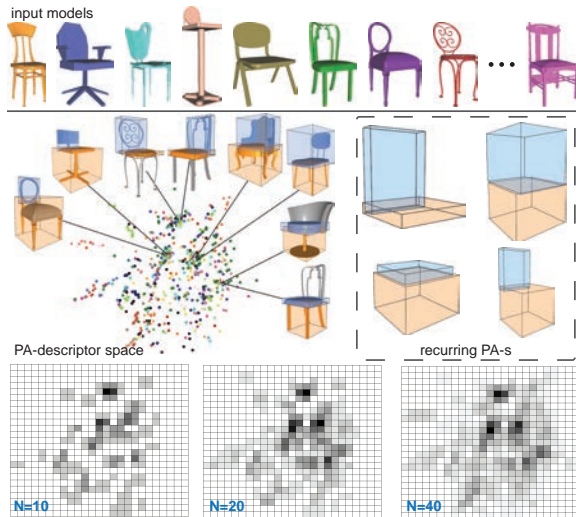 input models
PA-descriptor space
recurring PA-s
N=10
N=20
N=40